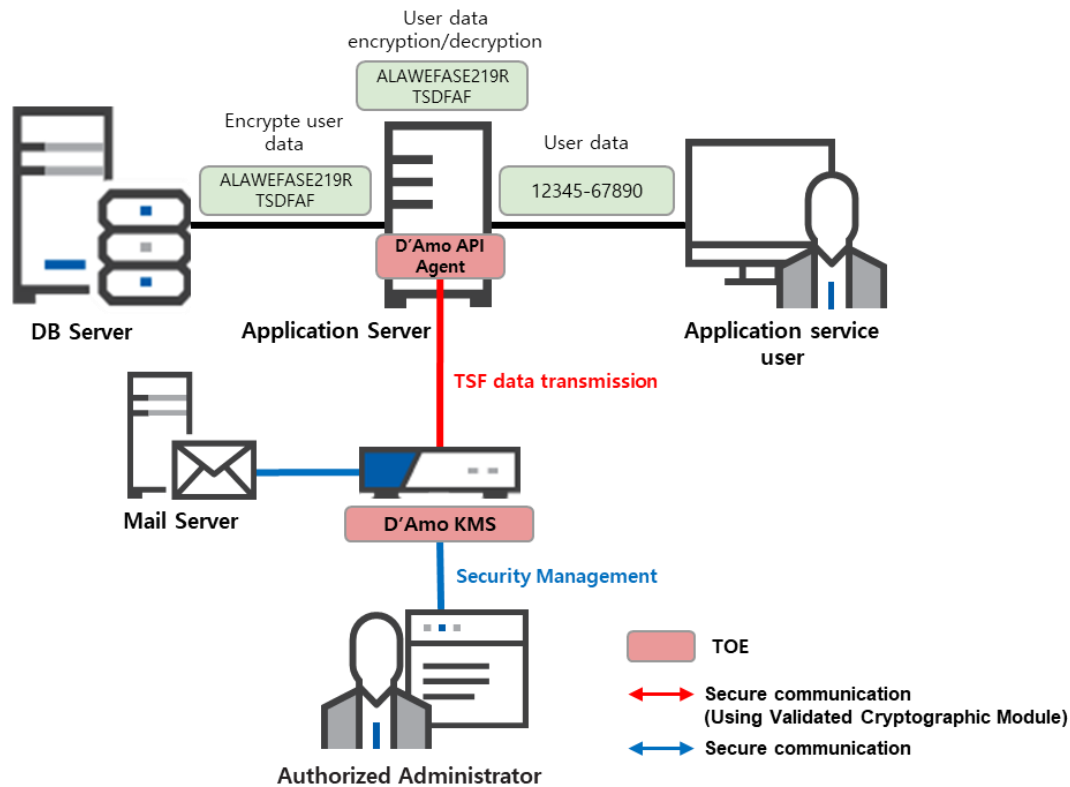 User data
encryption/decryption
ALAWEFASE219R
TSDFAF
Encrypte user
data
ALAWEFASE219R
TSDFAF
User data
12345-67890
D'Amo API
Agent
DB Server
Application Server
Application service
user
TSF data transmission
Mail Server
D'Amo KMS
Security Management
TOE
Secure communication
(Using Validated Cryptographic Module)
Secure communication
Authorized Administrator